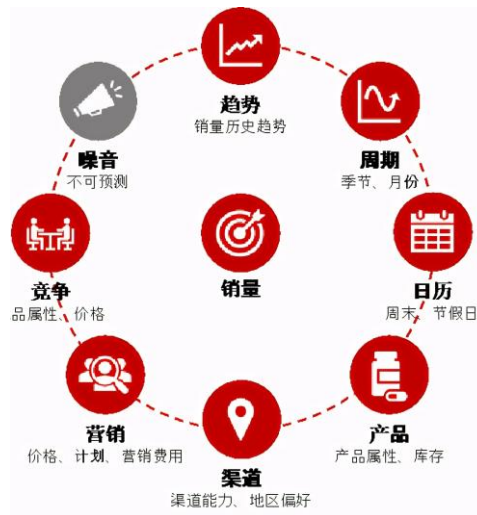 趋势
销量历史趋势
噪音
不可预测
周期
季节、月份
竞争
品属性、价格
销量
日历
周末、节假日
营销
价格、计划、营销费用
产品
产品属性、库存
渠道
渠道能力、地区偏好